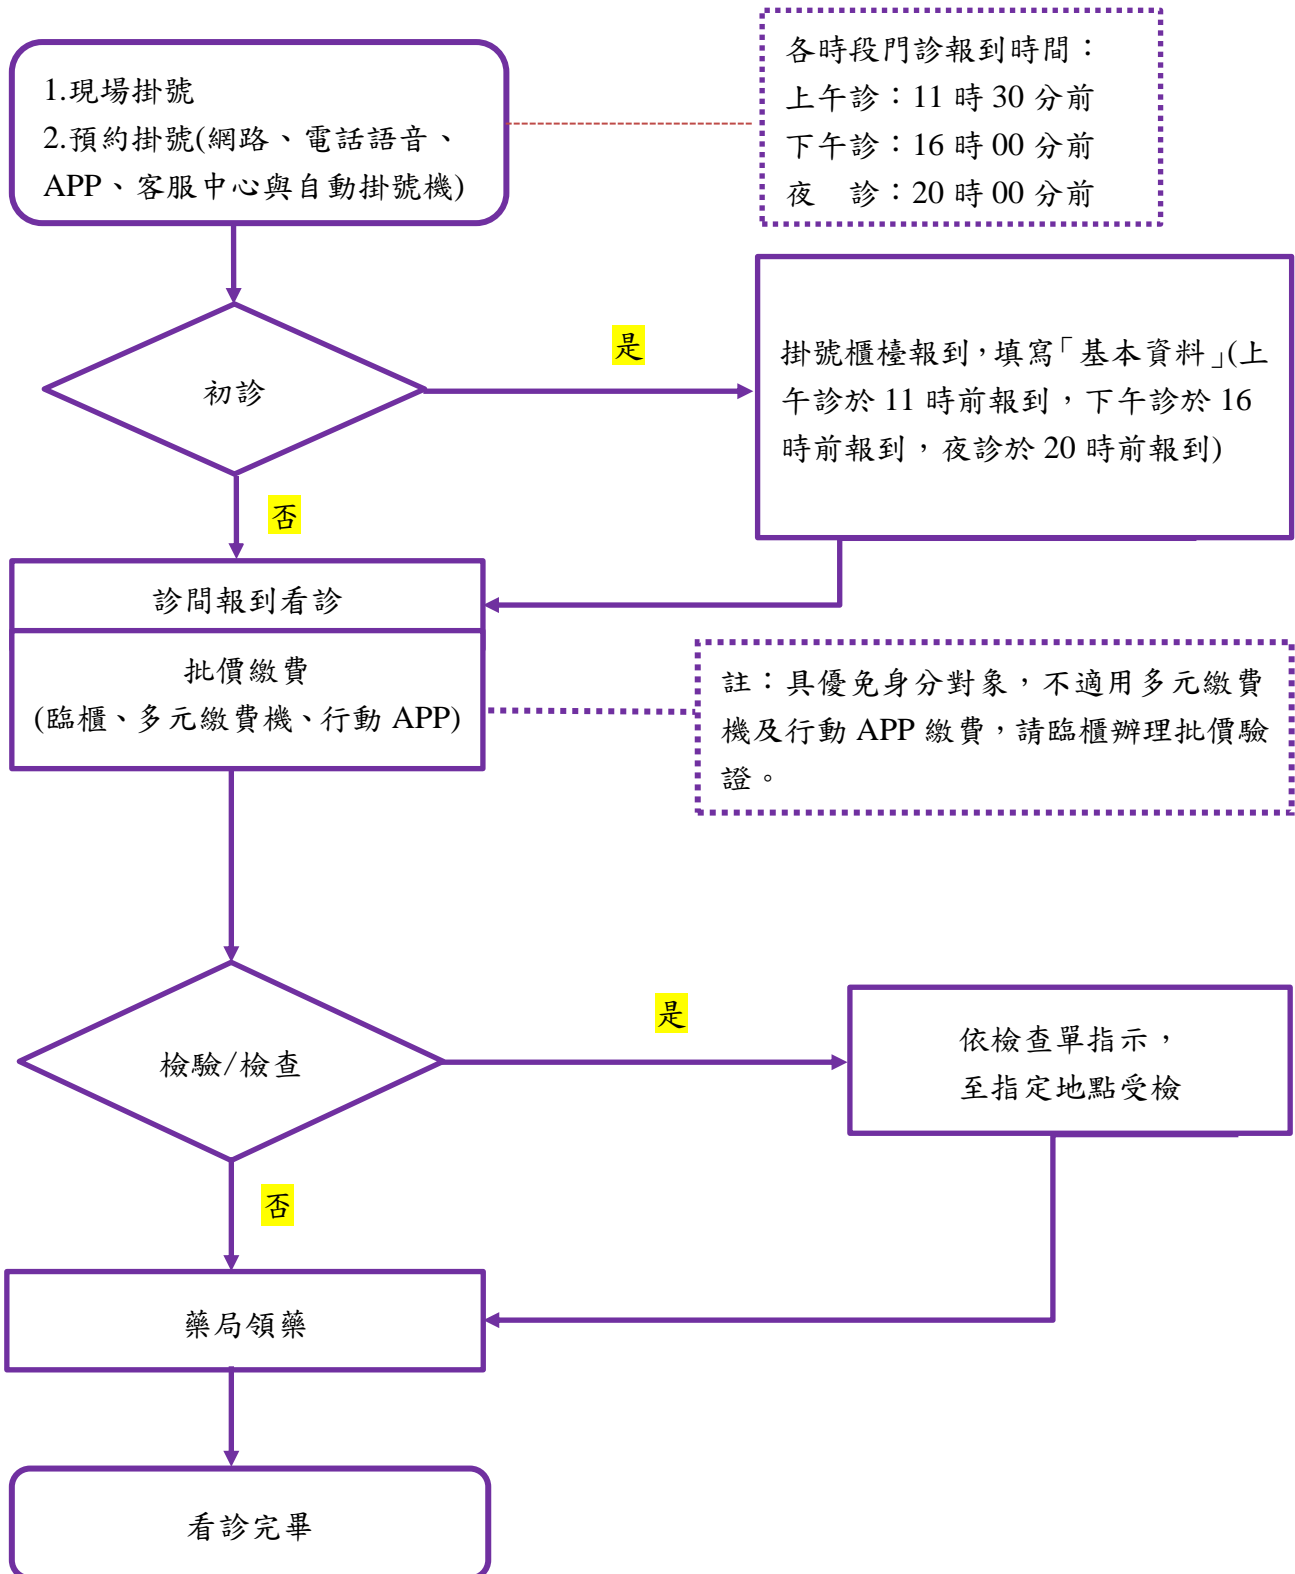 1.現場掛號
2.預約掛號(網路、電話語音、
APP、客服中心與自動掛號機)
各時段門診報到時間：
上午診：11 時 30 分前
下午診：16 時 00 分前
夜　診：20 時 00 分前
初診
是
掛號櫃檯報到，填寫「基本資料」(上
午診於 11 時前報到，下午診於 16
時前報到，夜診於 20 時前報到)
否
診間報到看診
批價繳費
(臨櫃、多元繳費機、行動 APP)
註：具優免身分對象，不適用多元繳費
機及行動 APP 繳費，請臨櫃辦理批價驗
證。
檢驗/檢查
是
依檢查單指示，
至指定地點受檢
否
藥局領藥
看診完畢